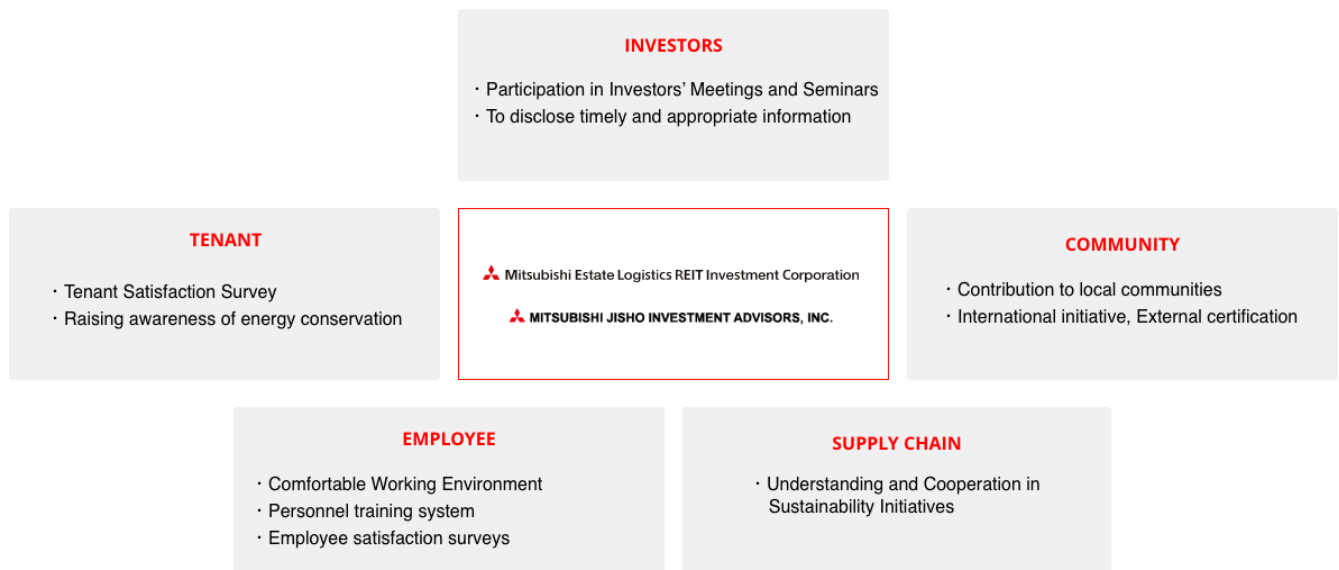 INVESTORS
・Participation in Investors’ Meetings and Seminars
・To disclose timely and appropriate information
TENANT
・Tenant Satisfaction Survey
・Raising awareness of energy conservation
Mitsubishi Estate Logistics REIT Investment Corporation
MITSUBISHI JISHO INVESTMENT ADVISORS, INC.
COMMUNITY
・Contribution to local communities
・International initiative, External certification
EMPLOYEE
・Comfortable Working Environment
・Personnel training system
・Employee satisfaction surveys
SUPPLY CHAIN
・Understanding and Cooperation in
Sustainability Initiatives